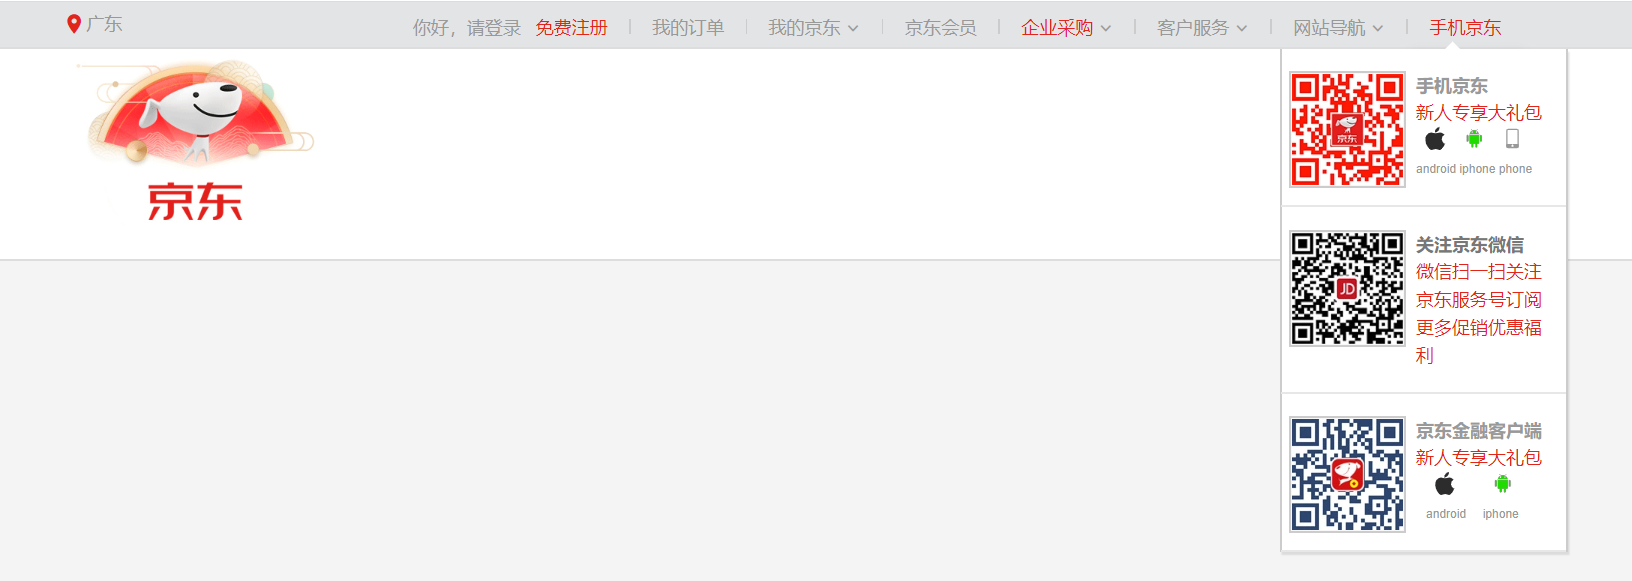 广东
你好，请登录 免费注册 我的订单 我的京东 京东会员 企业采购 客户服务 网站导航 手机京东
京东
手机京东
新人专享大礼包
android iphone phone
京东
关注京东微信
微信扫一扫关注
京东服务号订阅
更多促销优惠福
利
JD
京东金融客户端
新人专享大礼包
android iphone